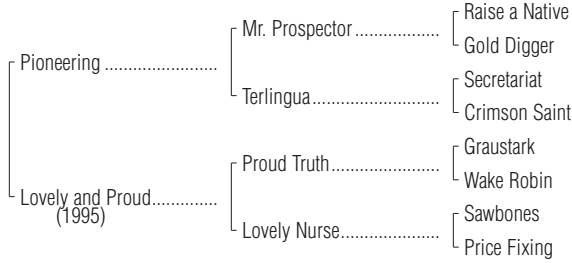 Raise a Native
Mr. Prospector ..................
Gold Digger
Pioneering ........................
Secretariat
Terlingua...........................
Crimson Saint
Graustark
Proud Truth.......................
Wake Robin
Lovely and Proud..............
(1995)
Sawbones
Lovely Nurse.....................
Price Fixing